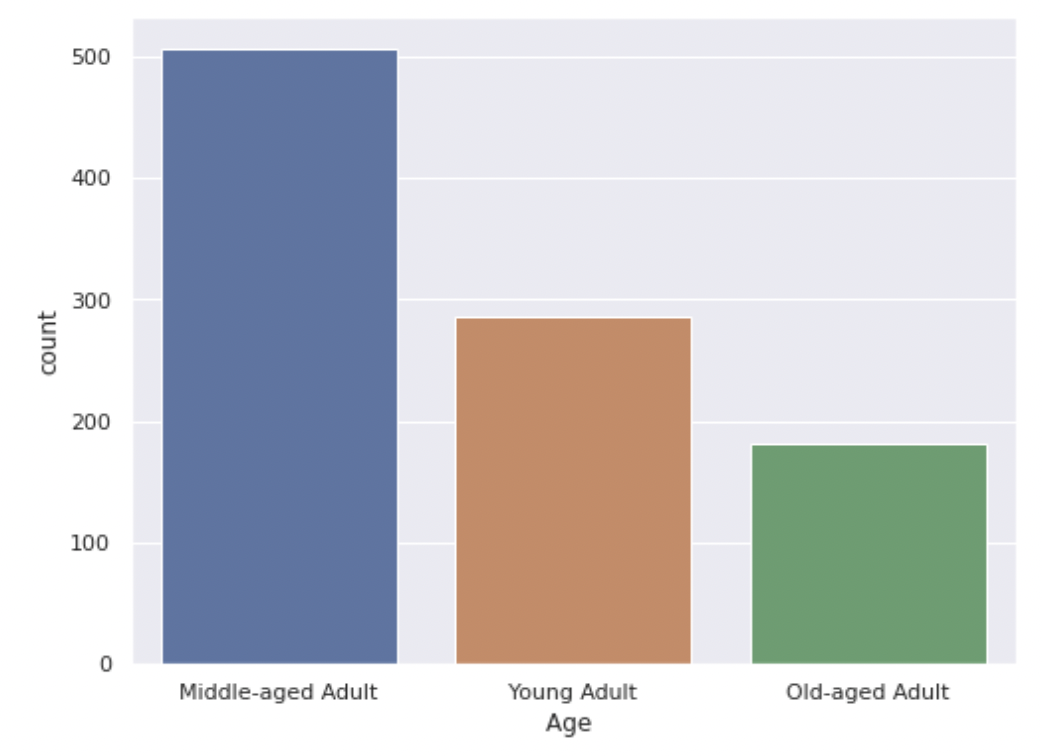 500
400
300
200
100
0
count
Middle-aged Adult
Young Adult
Old-aged Adult
Age